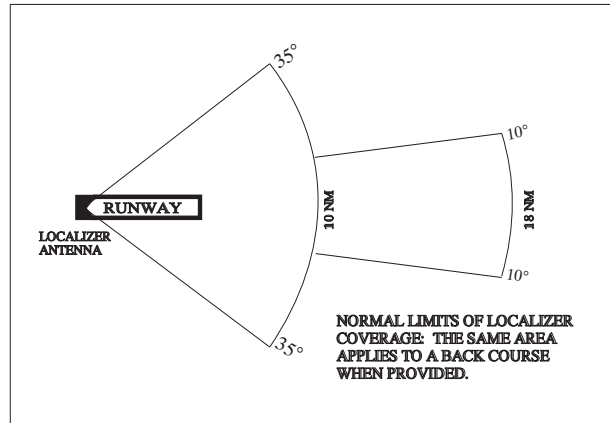 35°
10°
RUNWAY
10 NM
18 NM
LOCALIZER
ANTENNA
10°
35°
NORMAL LIMITS OF LOCALIZER
COVERAGE: THE SAME AREA
APPLIES TO A BACK COURSE
WHEN PROVIDED.